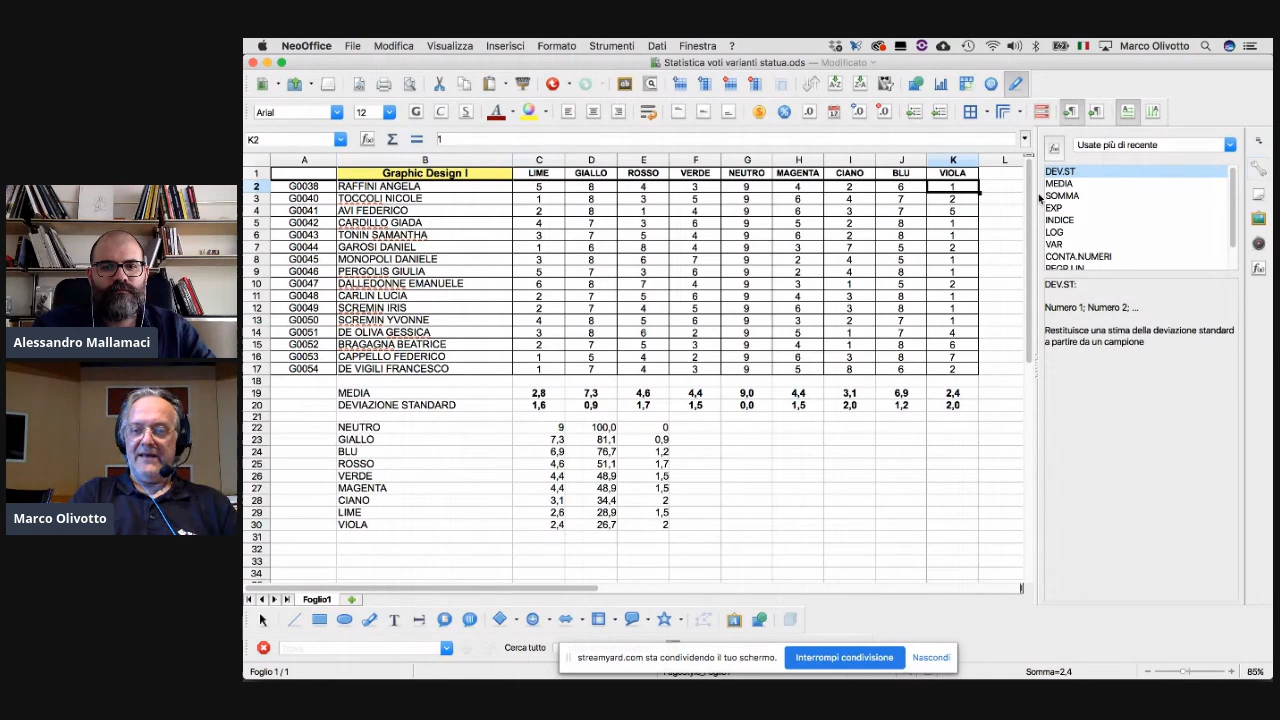 NeoOffice File Modifica Visualizza Inserisci Formato Strumenti Dati Finestra ? Marco Olivotto
Statistica voti varianti statua.ods — Modificato
Arial 12 G C S
K2 1
A B C D E F G H I J K L
1 Graphic Design I LIME GIALLO ROSSO VERDE NEUTRO MAGENTA CIANO BLU VIOLA
2 G0038 RAFFINI ANGELA 5 8 4 3 9 4 2 6 1
3 G0040 TOCCOLI NICOLE 1 8 3 5 9 6 4 7 2
4 G0041 AVI FEDERICO 2 8 1 4 9 6 3 7 5
5 G0042 CARDILLO GIADA 4 7 3 6 9 5 2 8 1
6 G0043 TONIN SAMANTHA 3 7 5 4 9 6 2 8 1
7 G0044 GAROSI DANIEL 1 6 8 4 9 3 7 5 2
8 G0045 MONOPOLI DANIELE 3 8 6 7 9 2 4 5 1
9 G0046 PERGOLIS GIULIA 5 7 3 6 9 2 4 8 1
10 G0047 DALLEDONNE EMANUELE 6 8 7 4 9 3 1 5 2
11 G0048 CARLIN LUCIA 2 7 5 6 9 4 3 8 1
12 G0049 SCREMIN IRIS 2 7 4 5 9 6 3 8 1
13 G0050 SCREMIN YVONNE 4 8 5 6 9 3 2 7 1
14 G0051 DE OLIVA GESSICA 3 8 6 2 9 5 1 7 4
15 G0052 BRAGAGNA BEATRICE 2 7 5 3 9 4 1 8 6
16 G0053 CAPPELLO FEDERICO 1 5 4 2 9 6 3 8 7
17 G0054 DE VIGILI FRANCESCO 1 7 4 3 9 5 8 6 2
18
19 MEDIA 2,8 7,3 4,6 4,4 9,0 4,4 3,1 6,9 2,4
20 DEVIAZIONE STANDARD 1,6 0,9 1,7 1,5 0,0 1,5 2,0 1,2 2,0
21
22 NEUTRO 9 100,0 0
23 GIALLO 7,3 81,1 0,9
24 BLU 6,9 76,7 1,2
25 ROSSO 4,6 51,1 1,7
26 VERDE 4,4 48,9 1,5
27 MAGENTA 4,4 48,9 1,5
28 CIANO 3,1 34,4 2
29 LIME 2,6 28,9 1,5
30 VIOLA 2,4 26,7 2
31
32
33
34
Usate più di recente
DEV.ST
MEDIA
SOMMA
EXP
INDICE
LOG
VAR
CONTA.NUMERI
REGR.LIN
DEV.ST:
Numero 1; Numero 2; ...
Restituisce una stima della deviazione standard
a partire da un campione
Alessandro Mallamaci
Marco Olivotto
Foglio1
Cerca tutto
streamyard.com sta condividendo il tuo schermo. Interrompi condivisione Nascondi
Foglio 1 / 1 Somma=2,4 85%